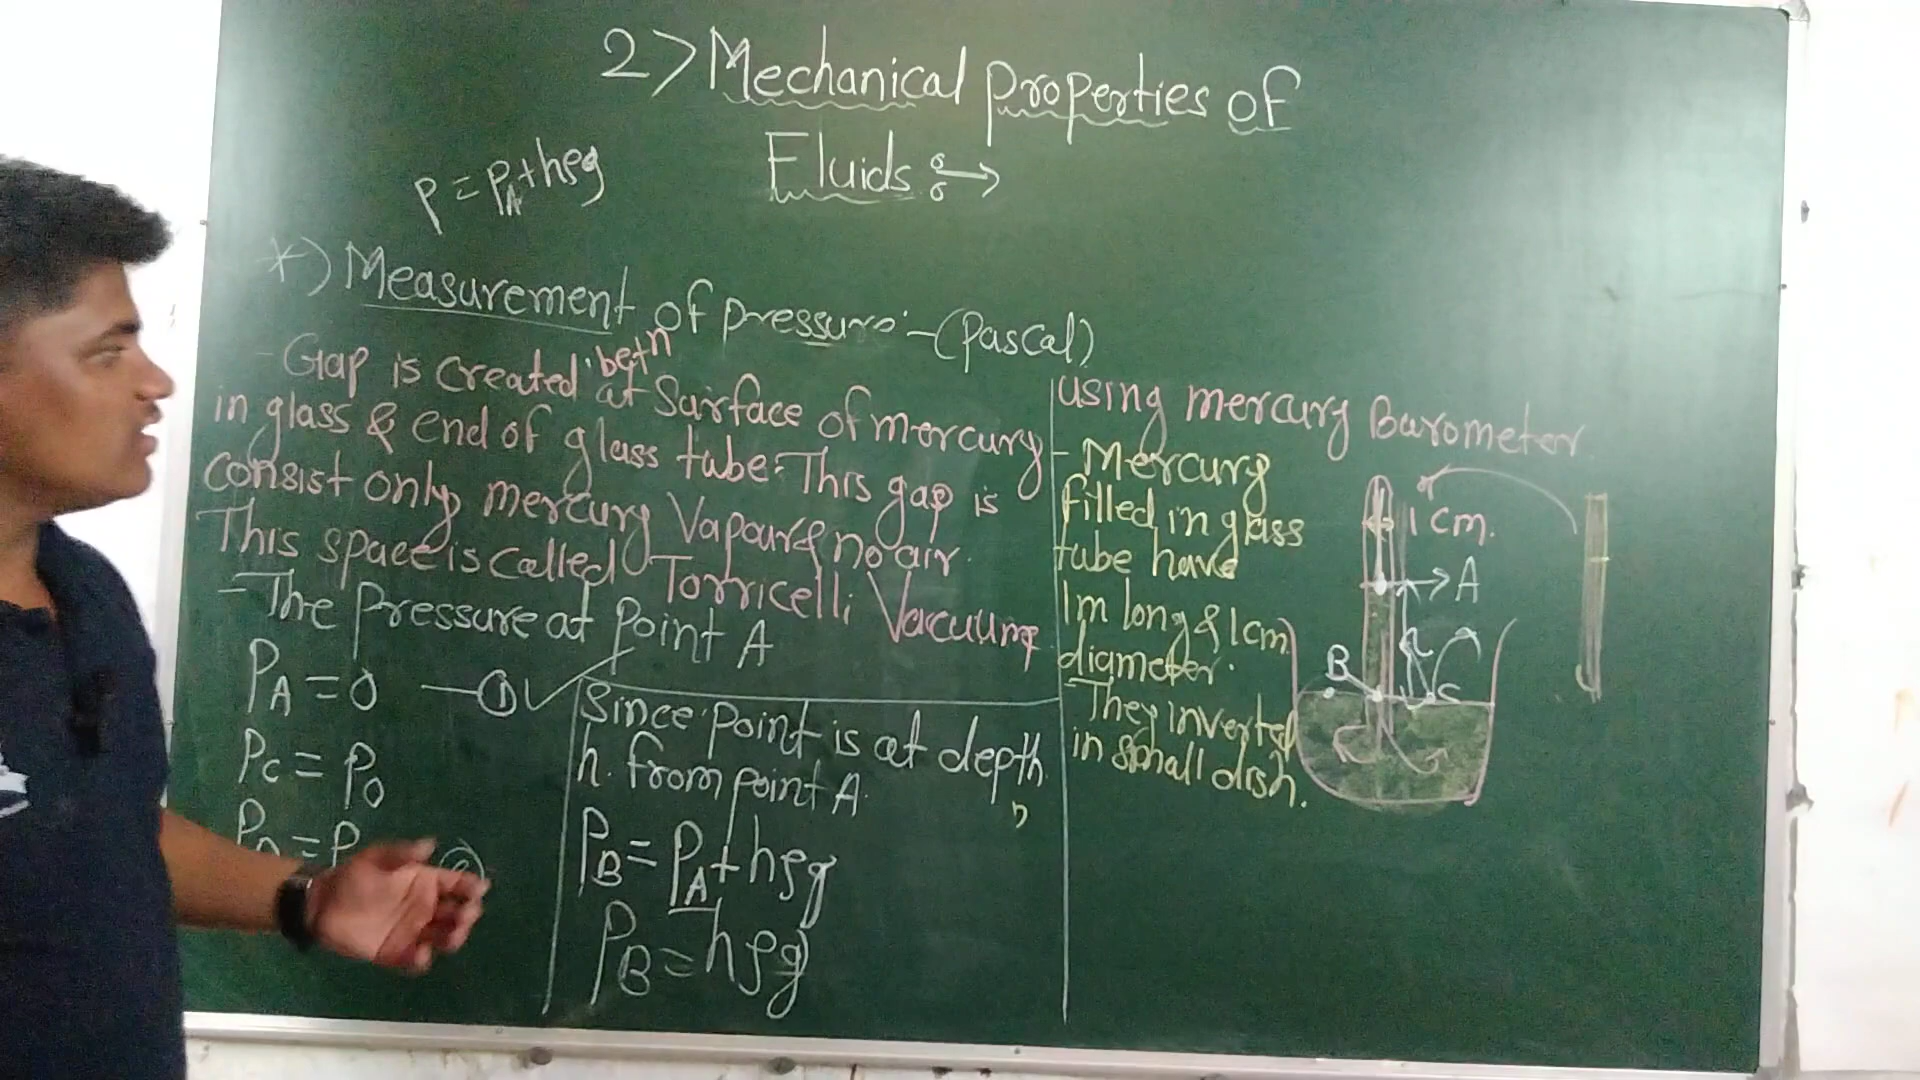 2> Mechanical properties of
Fluids :→
P = PA+hρg
*) Measurement of pressure:-(Pascal)
- Gap is created betn at Surface of mercury
in glass & end of glass tube. This gap is
consist only mercury Vapour & no air.
This space is called Torricelli Vacuum.
- The pressure at point A
PA = 0 —①✓
PC = P0
PB = P
Since point is at depth
h. from point A.
PB = PA + hρg
PB = hρg
using mercury Barometer
- Mercury
filled in glass
tube have
1m long & 1cm
diameter.
- They inverted
in small dish.
1 cm.
A
h
B
C